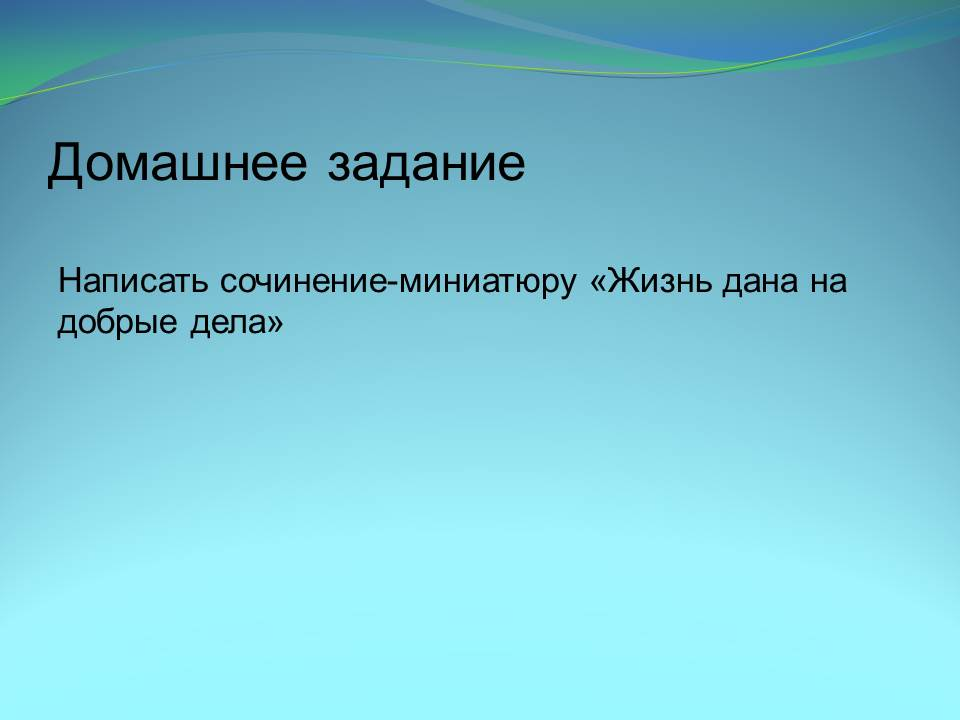 Домашнее задание
Написать сочинение-миниатюру «Жизнь дана на
добрые дела»